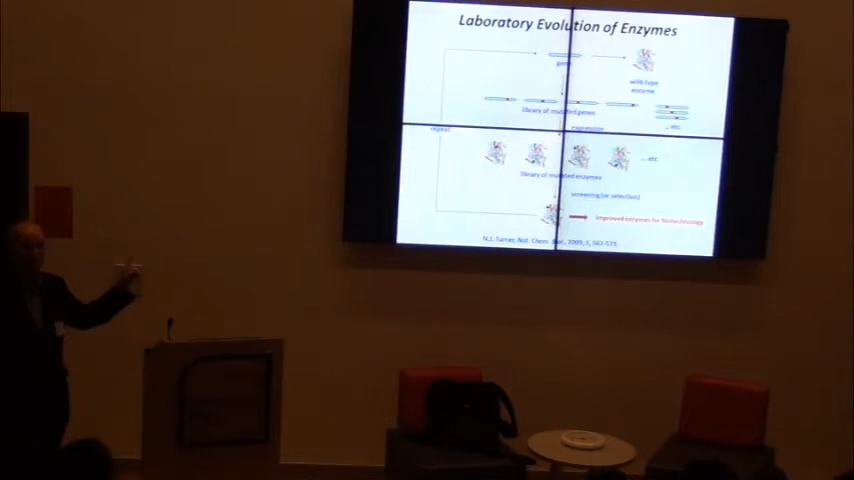 Laboratory Evolution of Enzymes
gene
wild-type
enzyme
library of mutated genes
... etc
repeat
expression
... etc
library of mutated enzymes
screening (or selection)
Improved enzymes for biotechnology
N.J. Turner, Nat. Chem. Biol., 2009, 5, 567-573.